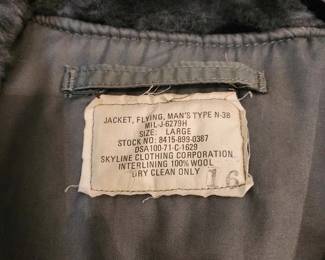 JACKET, FLYING, MAN'S TYPE N-3B
MIL-J-6279H
SIZE: LARGE
STOCK NO: 8415-899-0387
DSA100-71-C-1629
SKYLINE CLOTHING CORPORATION
INTERLINING 100% WOOL
DRY CLEAN ONLY
16